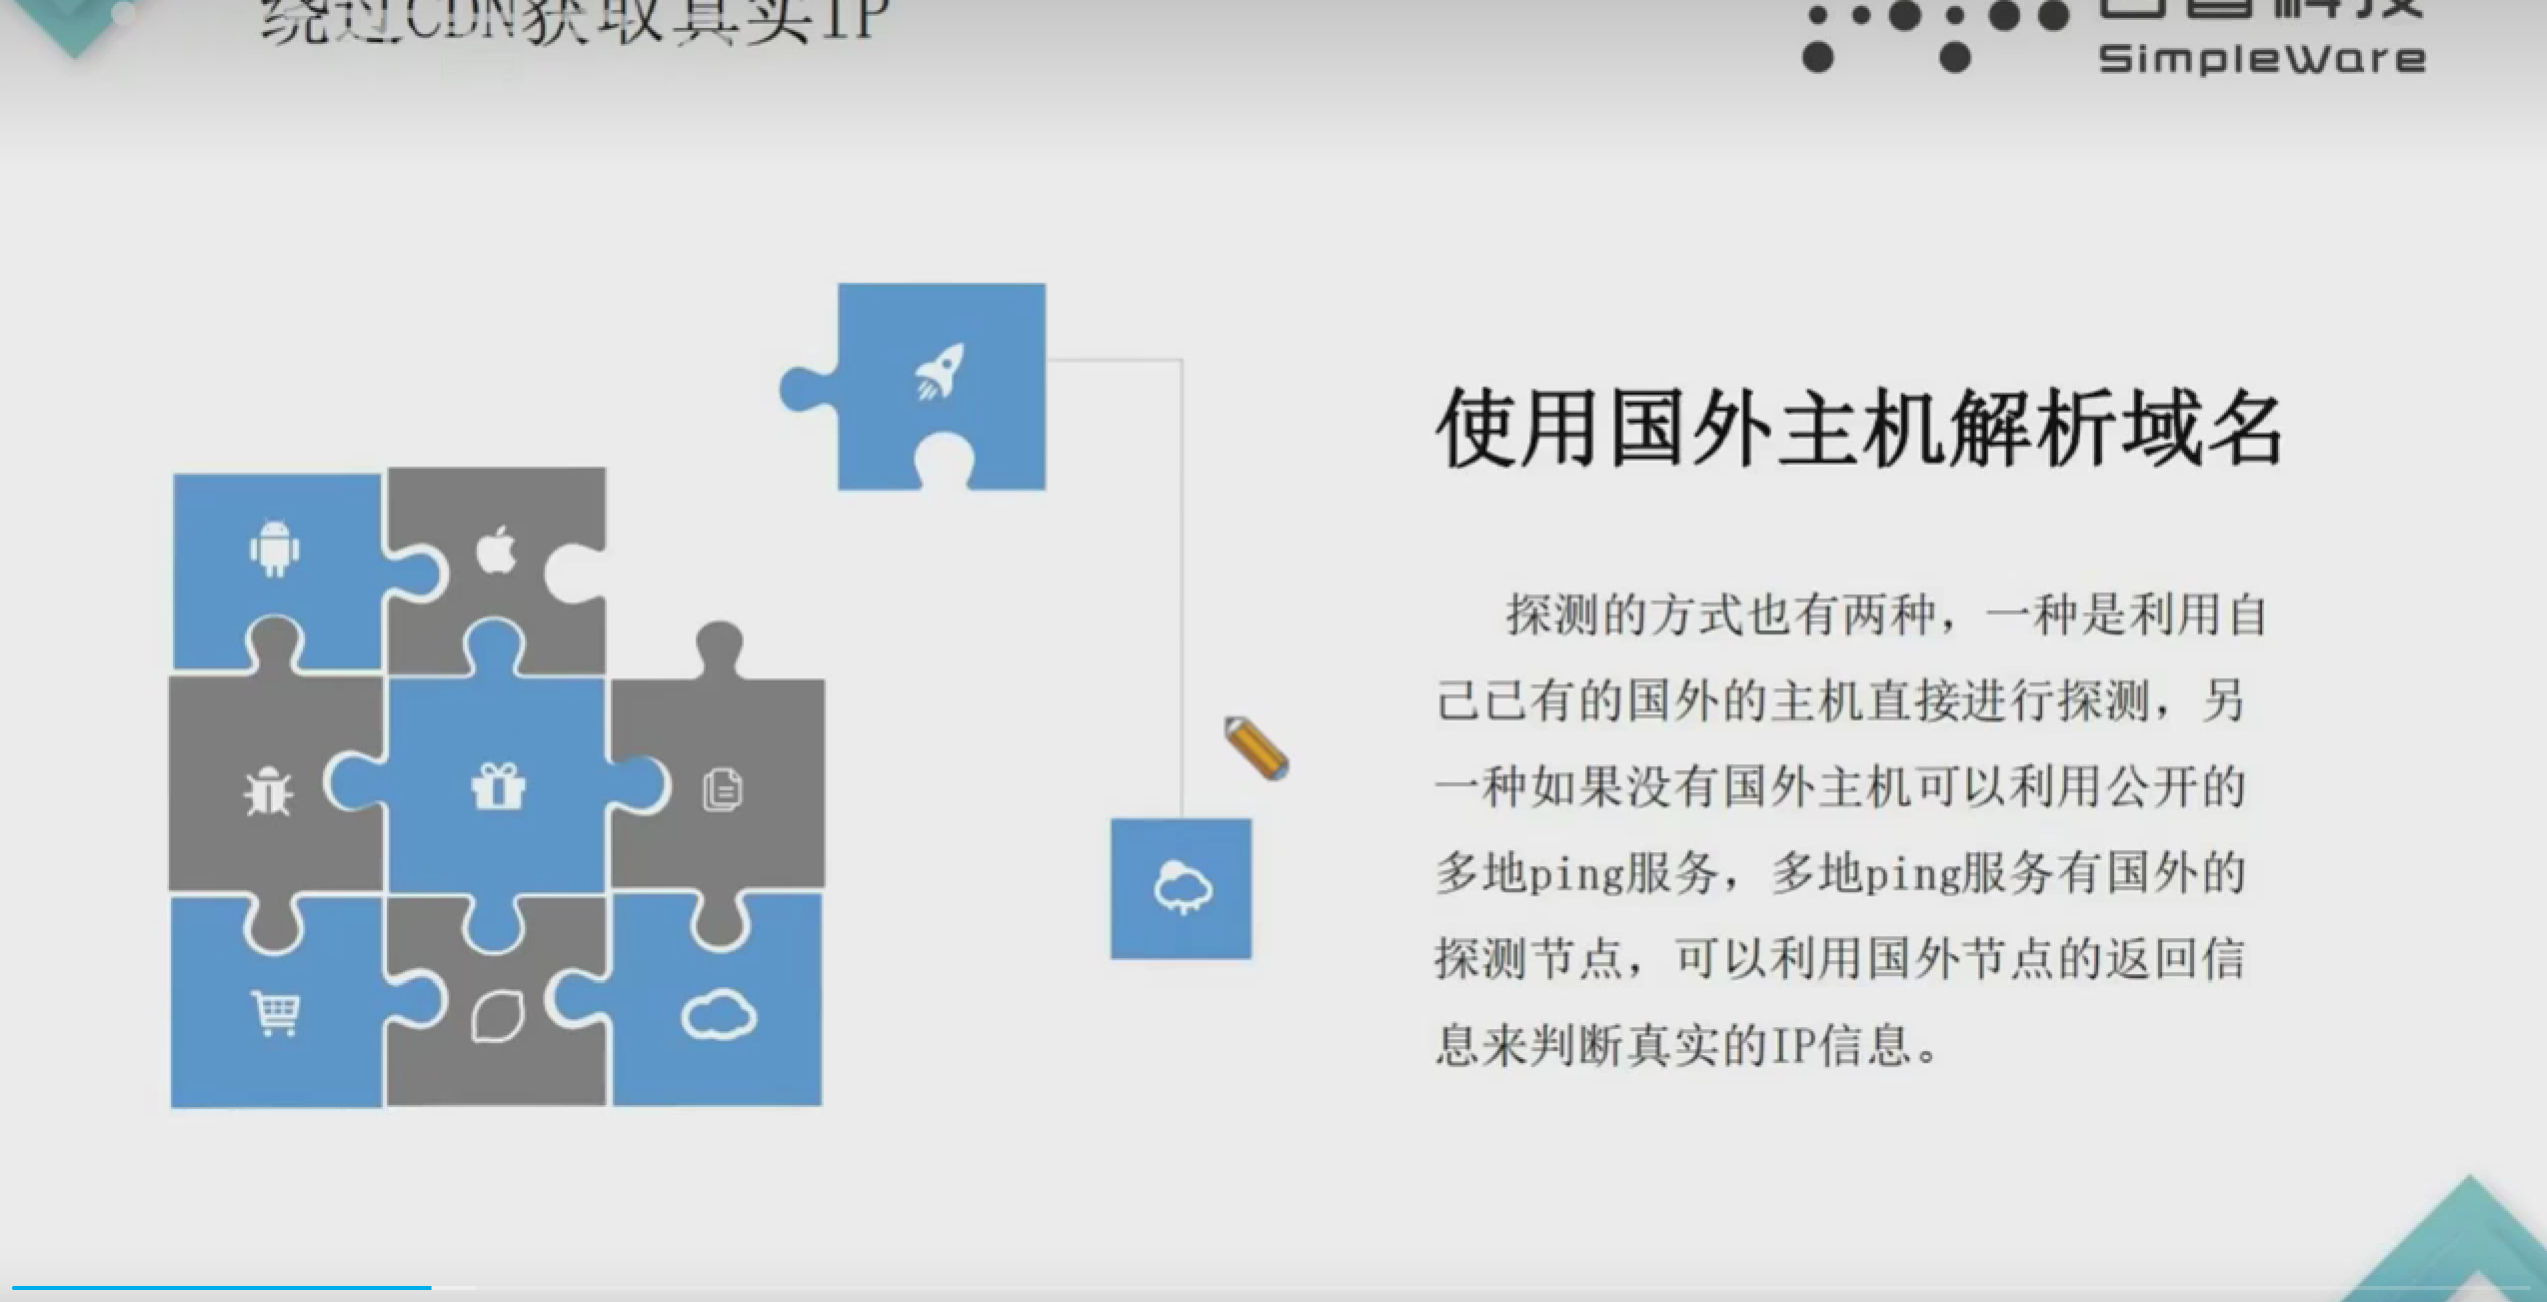 绕过CDN获取真实IP
SimpleWare
使用国外主机解析域名
探测的方式也有两种，一种是利用自
己已有的国外的主机直接进行探测，另
一种如果没有国外主机可以利用公开的
多地ping服务，多地ping服务有国外的
探测节点，可以利用国外节点的返回信
息来判断真实的IP信息。